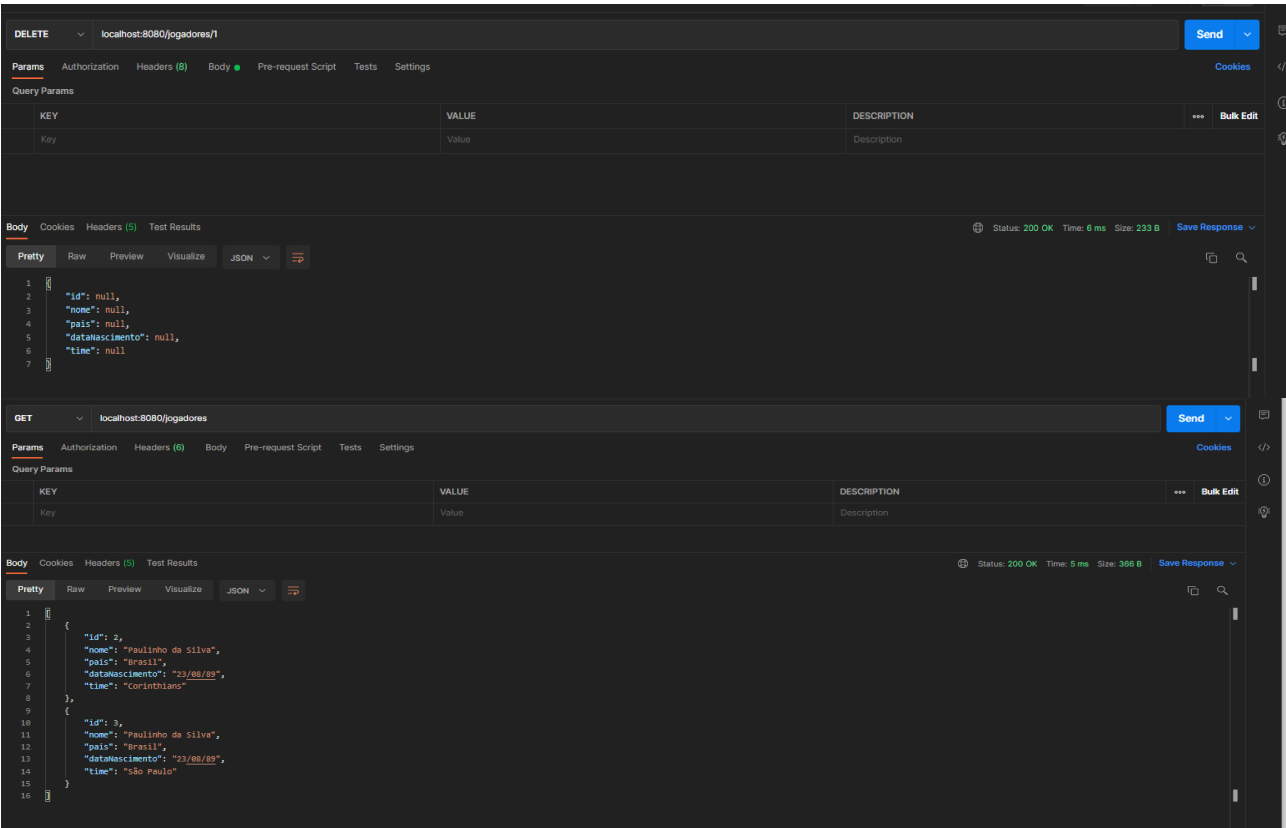 DELETE localhost:8080/jogadores/1 Send
Params Authorization Headers (8) Body Pre-request Script Tests Settings Cookies
Query Params
KEY VALUE DESCRIPTION ooo Bulk Edit
Key Value Description
Body Cookies Headers (5) Test Results Status: 200 OK Time: 6 ms Size: 233 B Save Response
Pretty Raw Preview Visualize JSON
1 {
2 "id": null,
3 "nome": null,
4 "pais": null,
5 "dataNascimento": null,
6 "time": null
7 }
GET localhost:8080/jogadores Send
Params Authorization Headers (6) Body Pre-request Script Tests Settings Cookies
Query Params
KEY VALUE DESCRIPTION ooo Bulk Edit
Key Value Description
Body Cookies Headers (5) Test Results Status: 200 OK Time: 5 ms Size: 366 B Save Response
Pretty Raw Preview Visualize JSON
1 [
2 {
3 "id": 2,
4 "nome": "Paulinho da Silva",
5 "pais": "Brasil",
6 "dataNascimento": "23/08/89",
7 "time": "Corinthians"
8 },
9 {
10 "id": 3,
11 "nome": "Paulinho da Silva",
12 "pais": "Brasil",
13 "dataNascimento": "23/08/89",
14 "time": "São Paulo"
15 }
16 ]